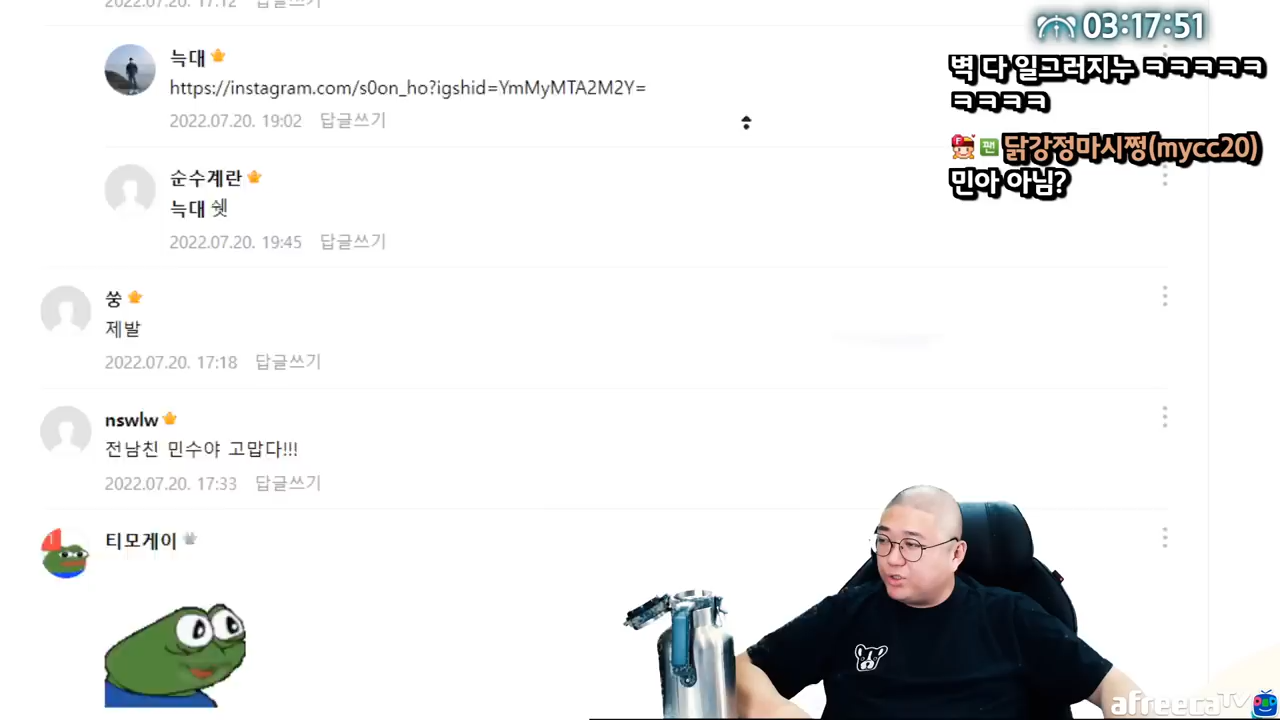 2022.07.20. 17:12 답글쓰기
늑대
https://instagram.com/s0on_ho?igshid=YmMyMTA2M2Y=
2022.07.20. 19:02 답글쓰기
순수계란
늑대 쉣
2022.07.20. 19:45 답글쓰기
쑹
제발
2022.07.20. 17:18 답글쓰기
nswlw
전남친 민수야 고맙다!!!
2022.07.20. 17:33 답글쓰기
1
티모게이
03:17:51
벽 다 일그러지누 ㅋㅋㅋㅋㅋ
ㅋㅋㅋㅋ
F 팬 닭강정마시쩡(mycc20)
민아 아님?
afreecaTV